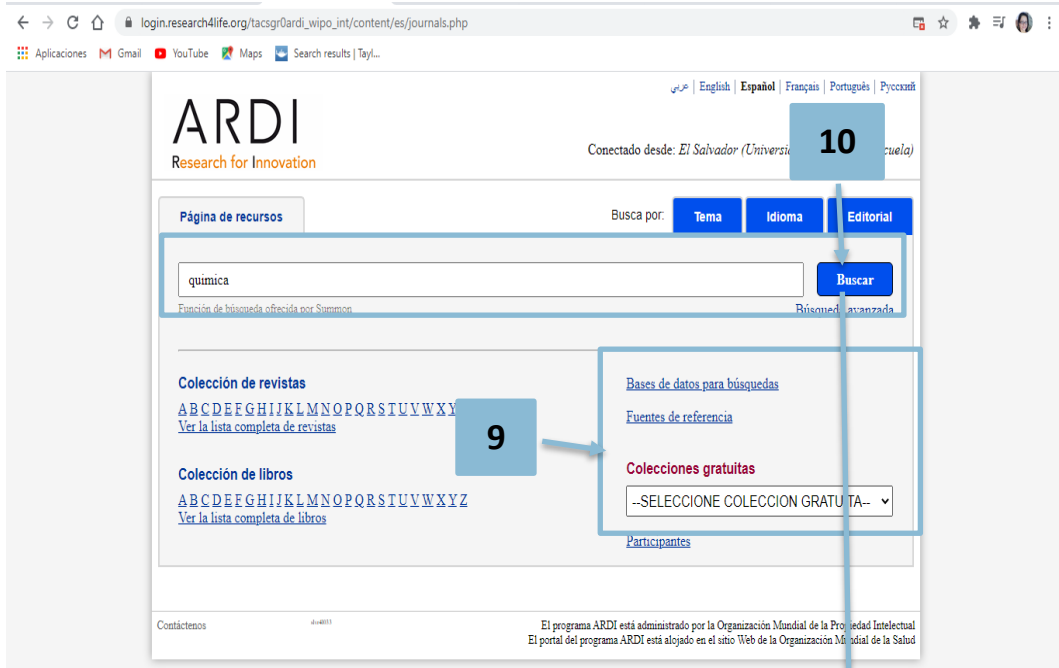 login.research4life.org/tacsgr0ardi_wipo_int/content/es/journals.php
Aplicaciones Gmail YouTube Maps Search results | Tayl...
عربي | English | Español | Français | Português | Русский
ARDI
Research for Innovation
Conectado desde: El Salvador
10
Página de recursos
Busca por: Tema Idioma Editorial
quimica
Buscar
Función de búsqueda ofrecida por Summon
Búsqueda avanzada
Colección de revistas
A B C D E F G H I J K L M N O P Q R S T U V W X Y
Ver la lista completa de revistas
9
Colección de libros
A B C D E F G H I J K L M N O P Q R S T U V W X Y Z
Ver la lista completa de libros
Bases de datos para búsquedas
Fuentes de referencia
Colecciones gratuitas
--SELECCIONE COLECCION GRATUITA--
Participantes
Contáctenos
El programa ARDI está administrado por la Organización Mundial de la Propiedad Intelectual
El portal del programa ARDI está alojado en el sitio Web de la Organización Mundial de la Salud